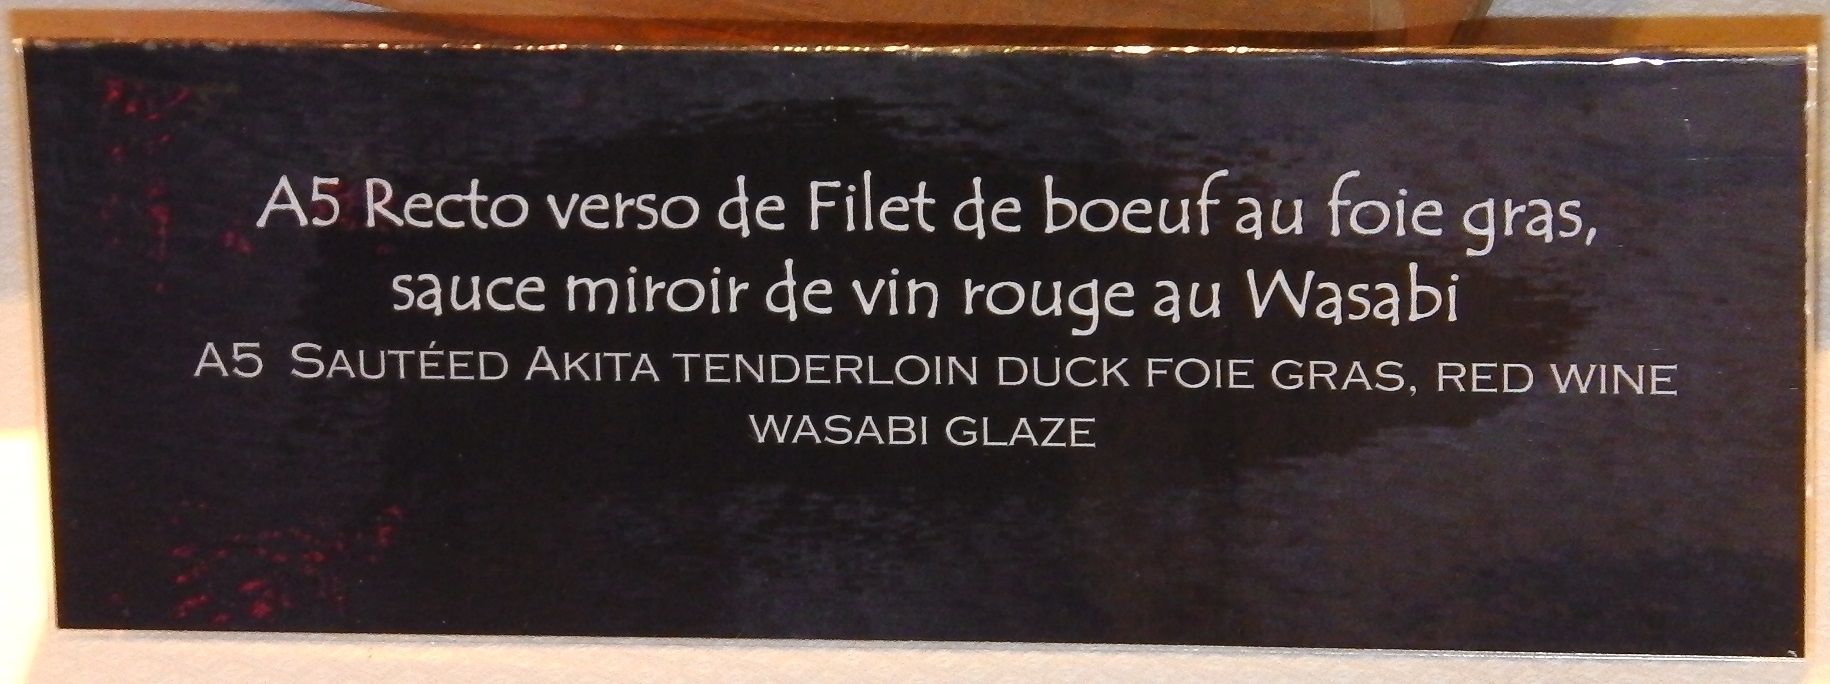 A5 Recto verso de Filet de boeuf au foie gras,
sauce miroir de vin rouge au Wasabi
A5 SAUTÉED AKITA TENDERLOIN DUCK FOIE GRAS, RED WINE
WASABI GLAZE